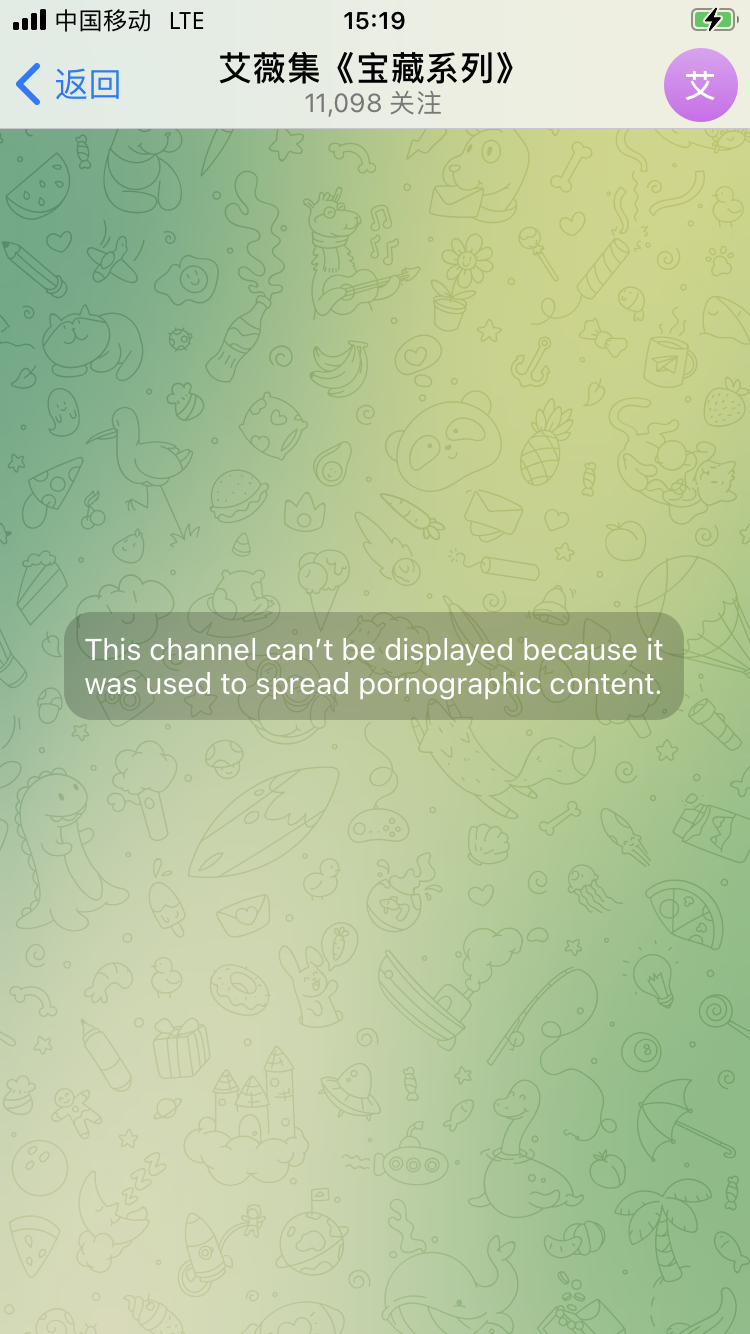 中国移动 LTE 15:19
返回
艾薇集《宝藏系列》
11,098 关注
艾
This channel can't be displayed because it
was used to spread pornographic content.